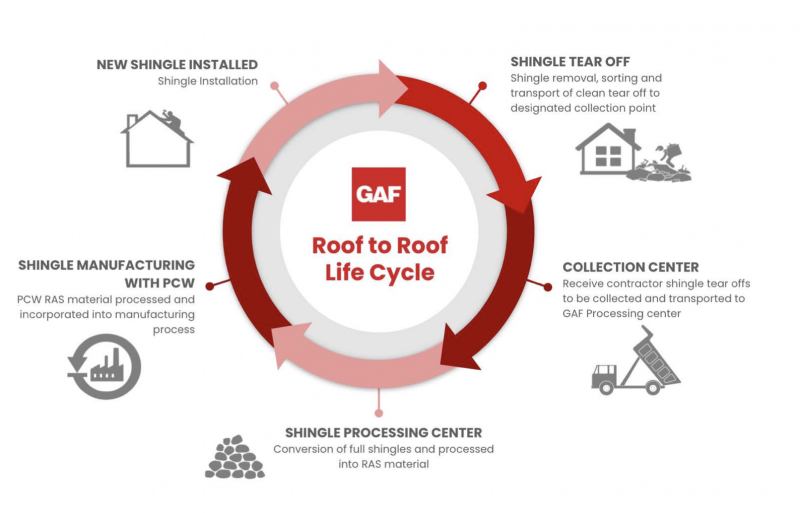 NEW SHINGLE INSTALLED
Shingle Installation
SHINGLE TEAR OFF
Shingle removal, sorting and
transport of clean tear off to
designated collection point
GAF
Roof to Roof
Life Cycle
SHINGLE MANUFACTURING
WITH PCW
PCW RAS material processed and
incorporated into manufacturing
process
COLLECTION CENTER
Receive contractor shingle tear offs
to be collected and transported to
GAF Processing center
SHINGLE PROCESSING CENTER
Conversion of full shingles and processed
into RAS material